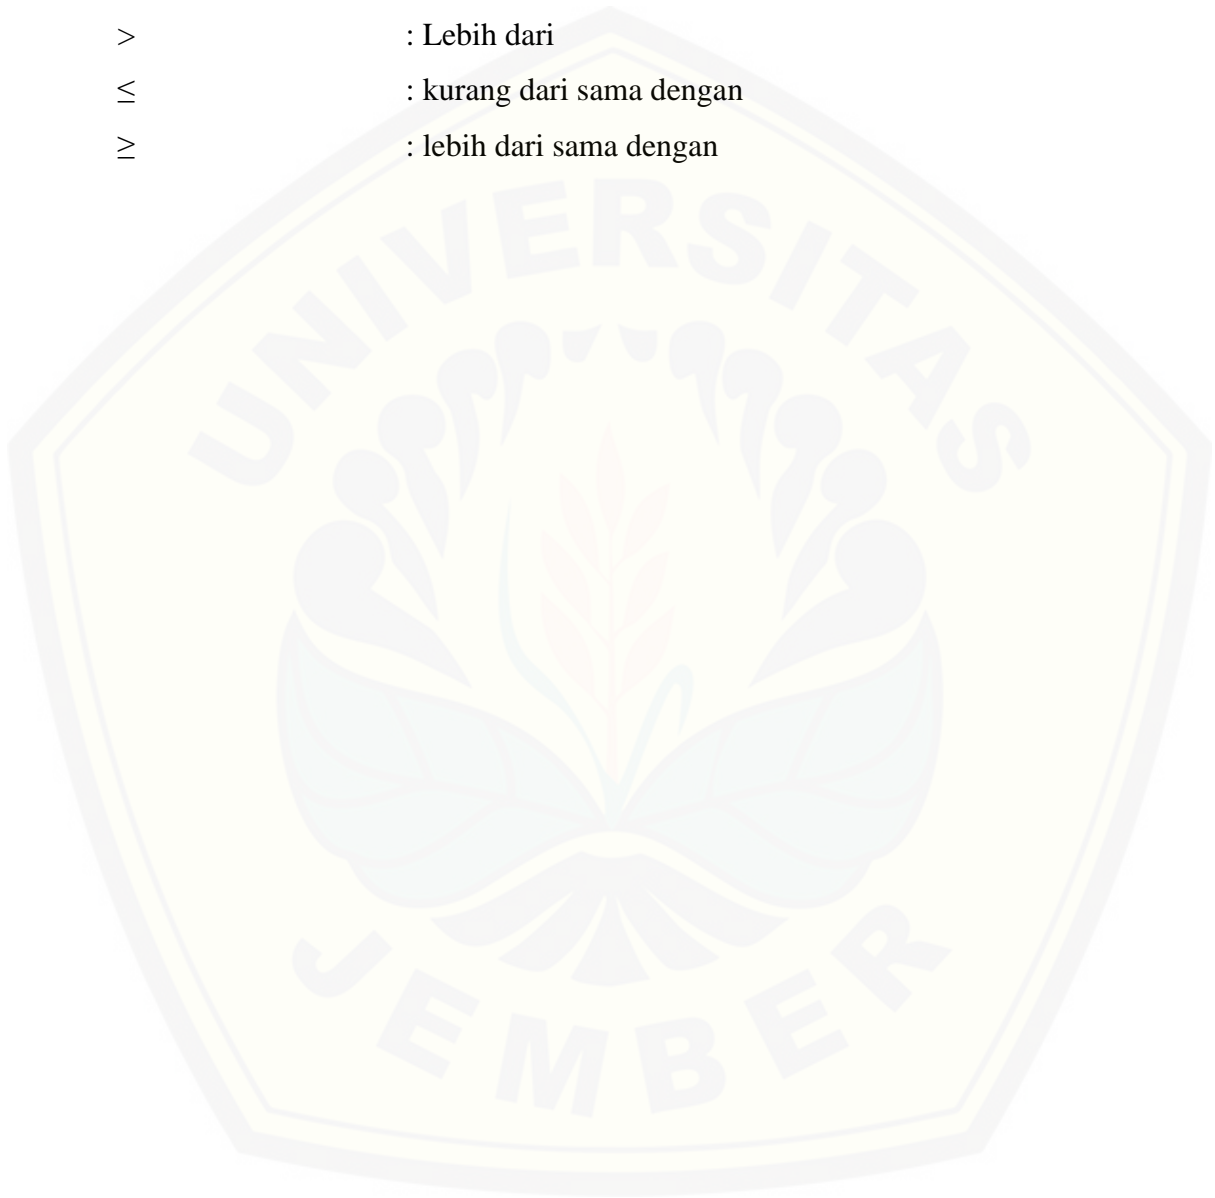 > : Lebih dari
≤ : kurang dari sama dengan
≥ : lebih dari sama dengan
UNIVERSITAS
JEMBER